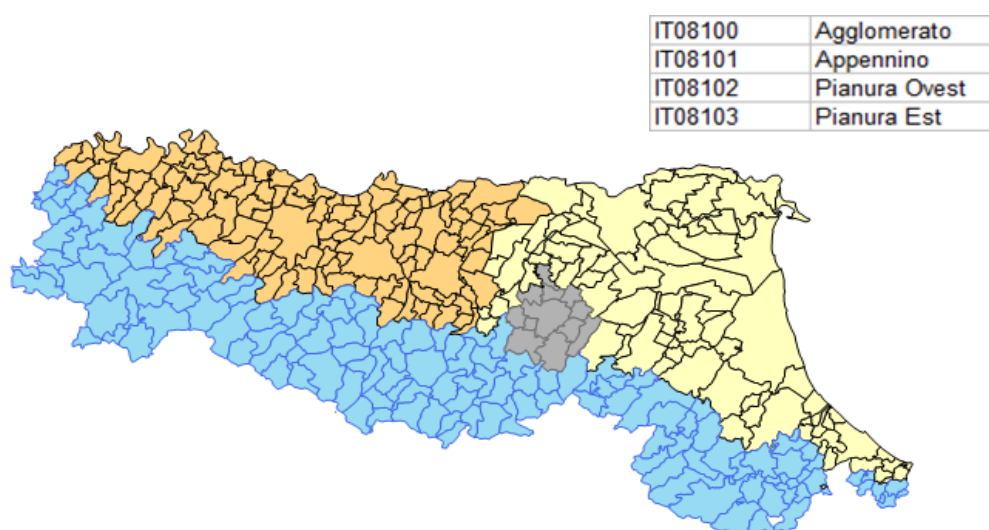 IT08100 Agglomerato
IT08101 Appennino
IT08102 Pianura Ovest
IT08103 Pianura Est